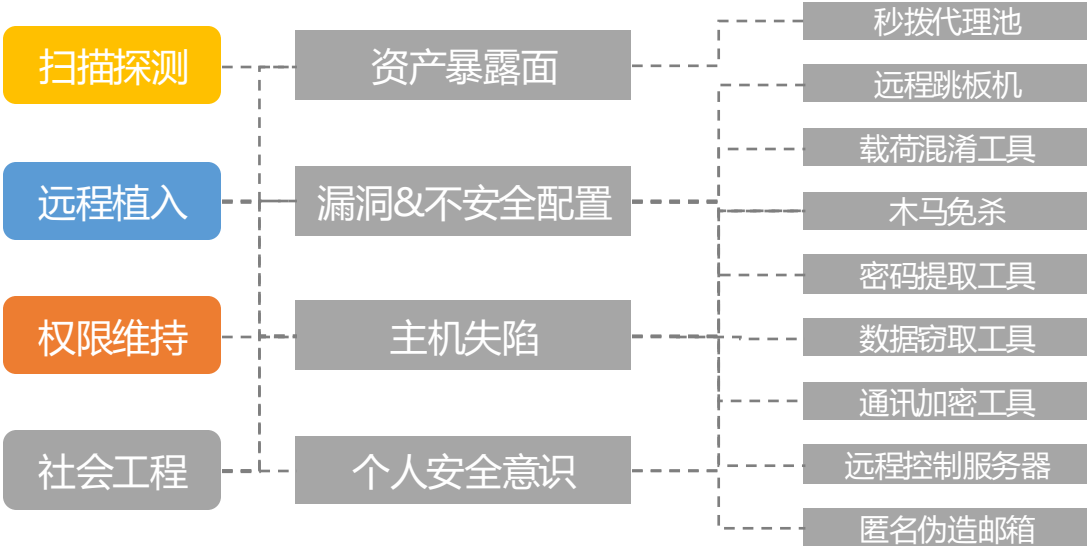 扫描探测
远程植入
权限维持
社会工程
资产暴露面
漏洞&不安全配置
主机失陷
个人安全意识
秒拨代理池
远程跳板机
载荷混淆工具
木马免杀
密码提取工具
数据窃取工具
通讯加密工具
远程控制服务器
匿名伪造邮箱